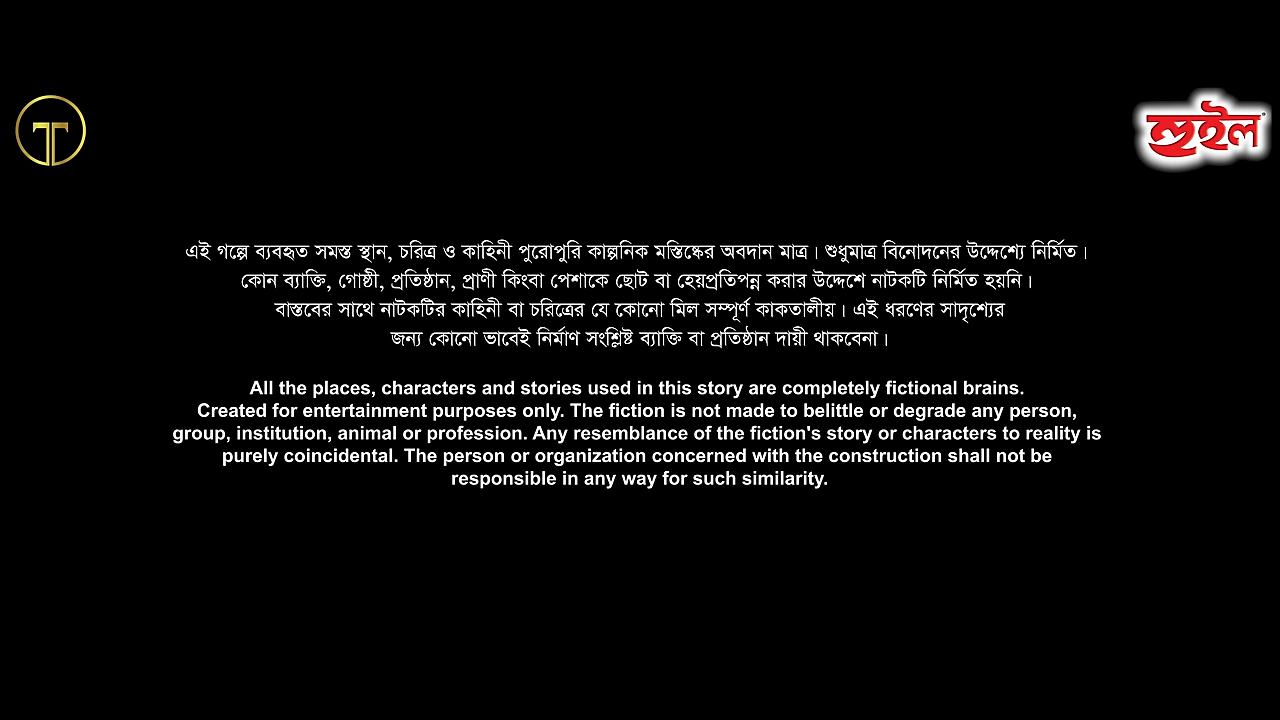 হুইল
এই গল্পে ব্যবহৃত সমস্ত স্থান, চরিত্র ও কাহিনী পুরোপুরি কাল্পনিক মস্তিষ্কের অবদান মাত্র। শুধুমাত্র বিনোদনের উদ্দেশ্যে নির্মিত।
কোন ব্যাক্তি, গোষ্ঠী, প্রতিষ্ঠান, প্রাণী কিংবা পেশাকে ছোট বা হেয়প্রতিপন্ন করার উদ্দেশে নাটকটি নির্মিত হয়নি।
বাস্তবের সাথে নাটকটির কাহিনী বা চরিত্রের যে কোনো মিল সম্পূর্ণ কাকতালীয়। এই ধরণের সাদৃশ্যের
জন্য কোনো ভাবেই নির্মাণ সংশ্লিষ্ট ব্যাক্তি বা প্রতিষ্ঠান দায়ী থাকবেনা।
All the places, characters and stories used in this story are completely fictional brains.
Created for entertainment purposes only. The fiction is not made to belittle or degrade any person,
group, institution, animal or profession. Any resemblance of the fiction's story or characters to reality is
purely coincidental. The person or organization concerned with the construction shall not be
responsible in any way for such similarity.